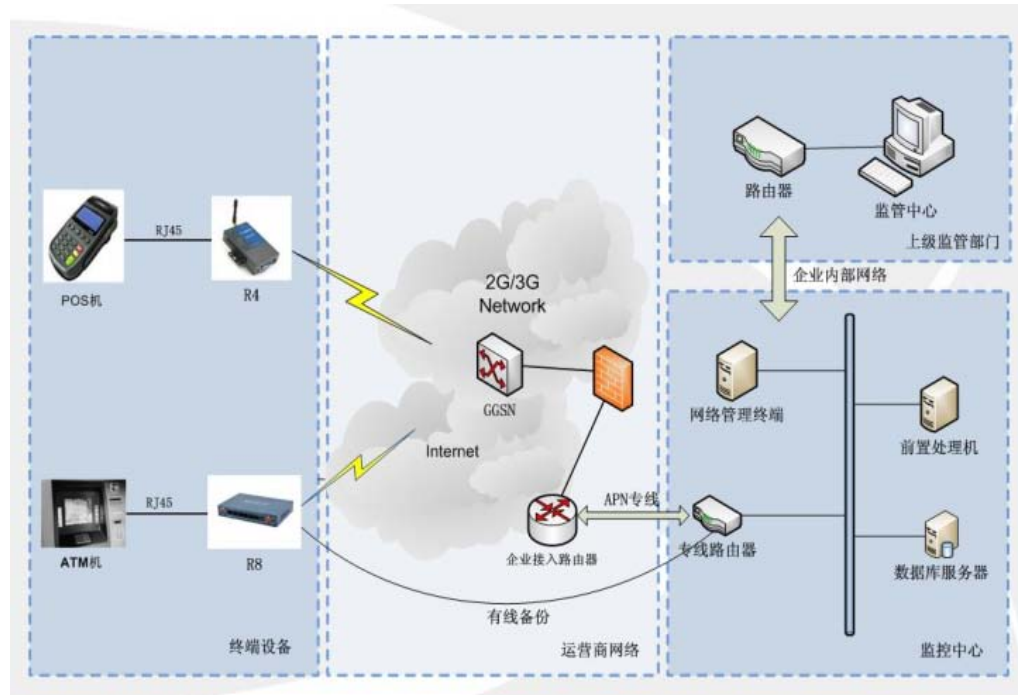 RJ45
POS机
R4
RJ45
ATM机
R8
终端设备
2G/3G
Network
GGSN
Internet
企业接入路由器
APN专线
有线备份
运营商网络
路由器
监管中心
上级监管部门
企业内部网络
网络管理终端
前置处理机
专线路由器
数据库服务器
监控中心